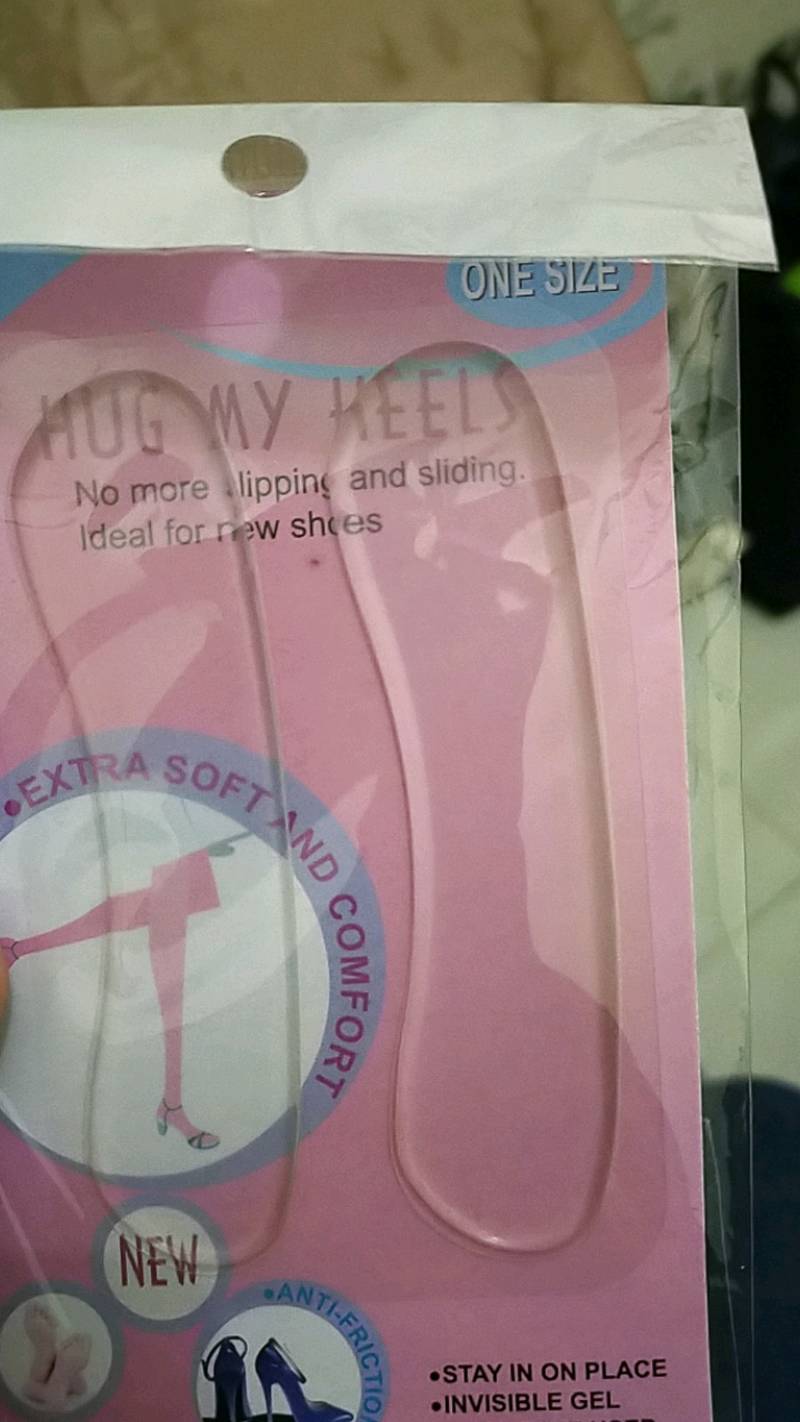 ONE SIZE
HUG MY HEELS
No more slipping and sliding.
Ideal for new shoes
•EXTRA SOFT AND COMFORT
NEW
•ANTI-FRICTIO
•STAY IN ON PLACE
•INVISIBLE GEL